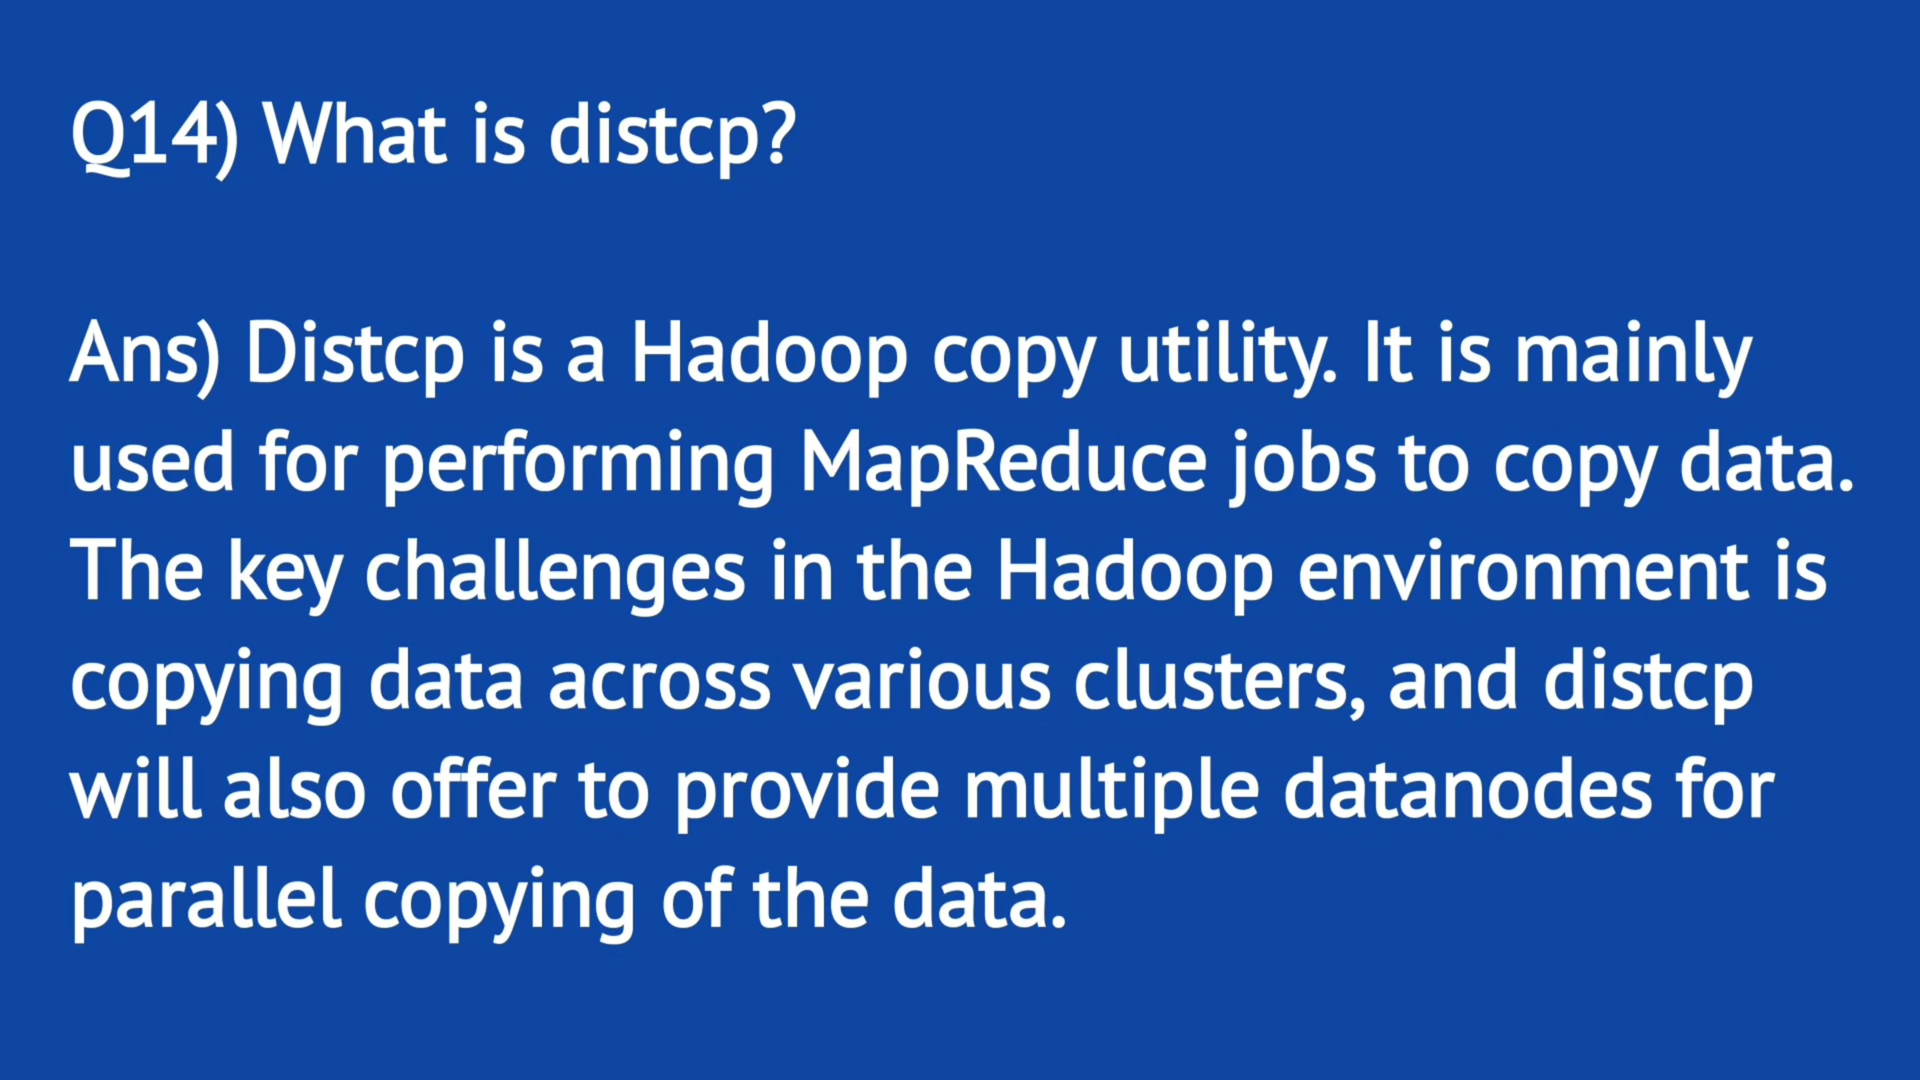 Q14) What is distcp?
Ans) Distcp is a Hadoop copy utility. It is mainly
used for performing MapReduce jobs to copy data.
The key challenges in the Hadoop environment is
copying data across various clusters, and distcp
will also offer to provide multiple datanodes for
parallel copying of the data.